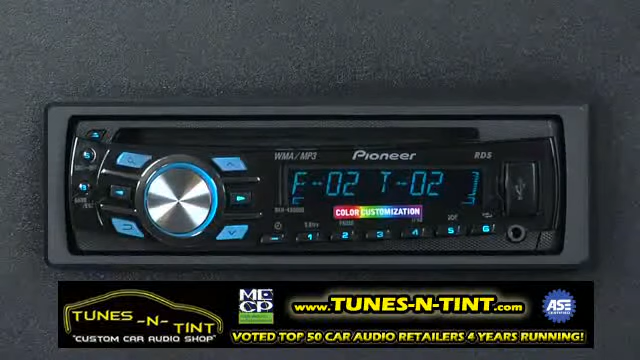 WMA/MP3 Pioneer RDS
F-02 T-02
COLOR CUSTOMIZATION
1 2 3 4 5 6
TUNES -N- TINT
"CUSTOM CAR AUDIO SHOP"
MECP
www.TUNES-N-TINT.com
ASE
CERTIFIED
VOTED TOP 50 CAR AUDIO RETAILERS 4 YEARS RUNNING!